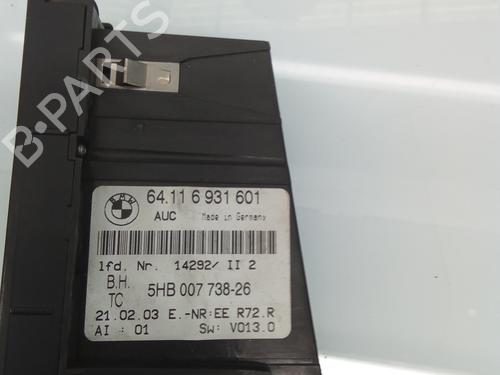 B-PARTS
BMW
64.11 6 931 601
AUC Made in Germany
lfd. Nr. 14292/ II 2
B.H.
TC 5HB 007 738-26
21.02.03 E.-NR:EE R72.R
AI : 01 SW: V013.0